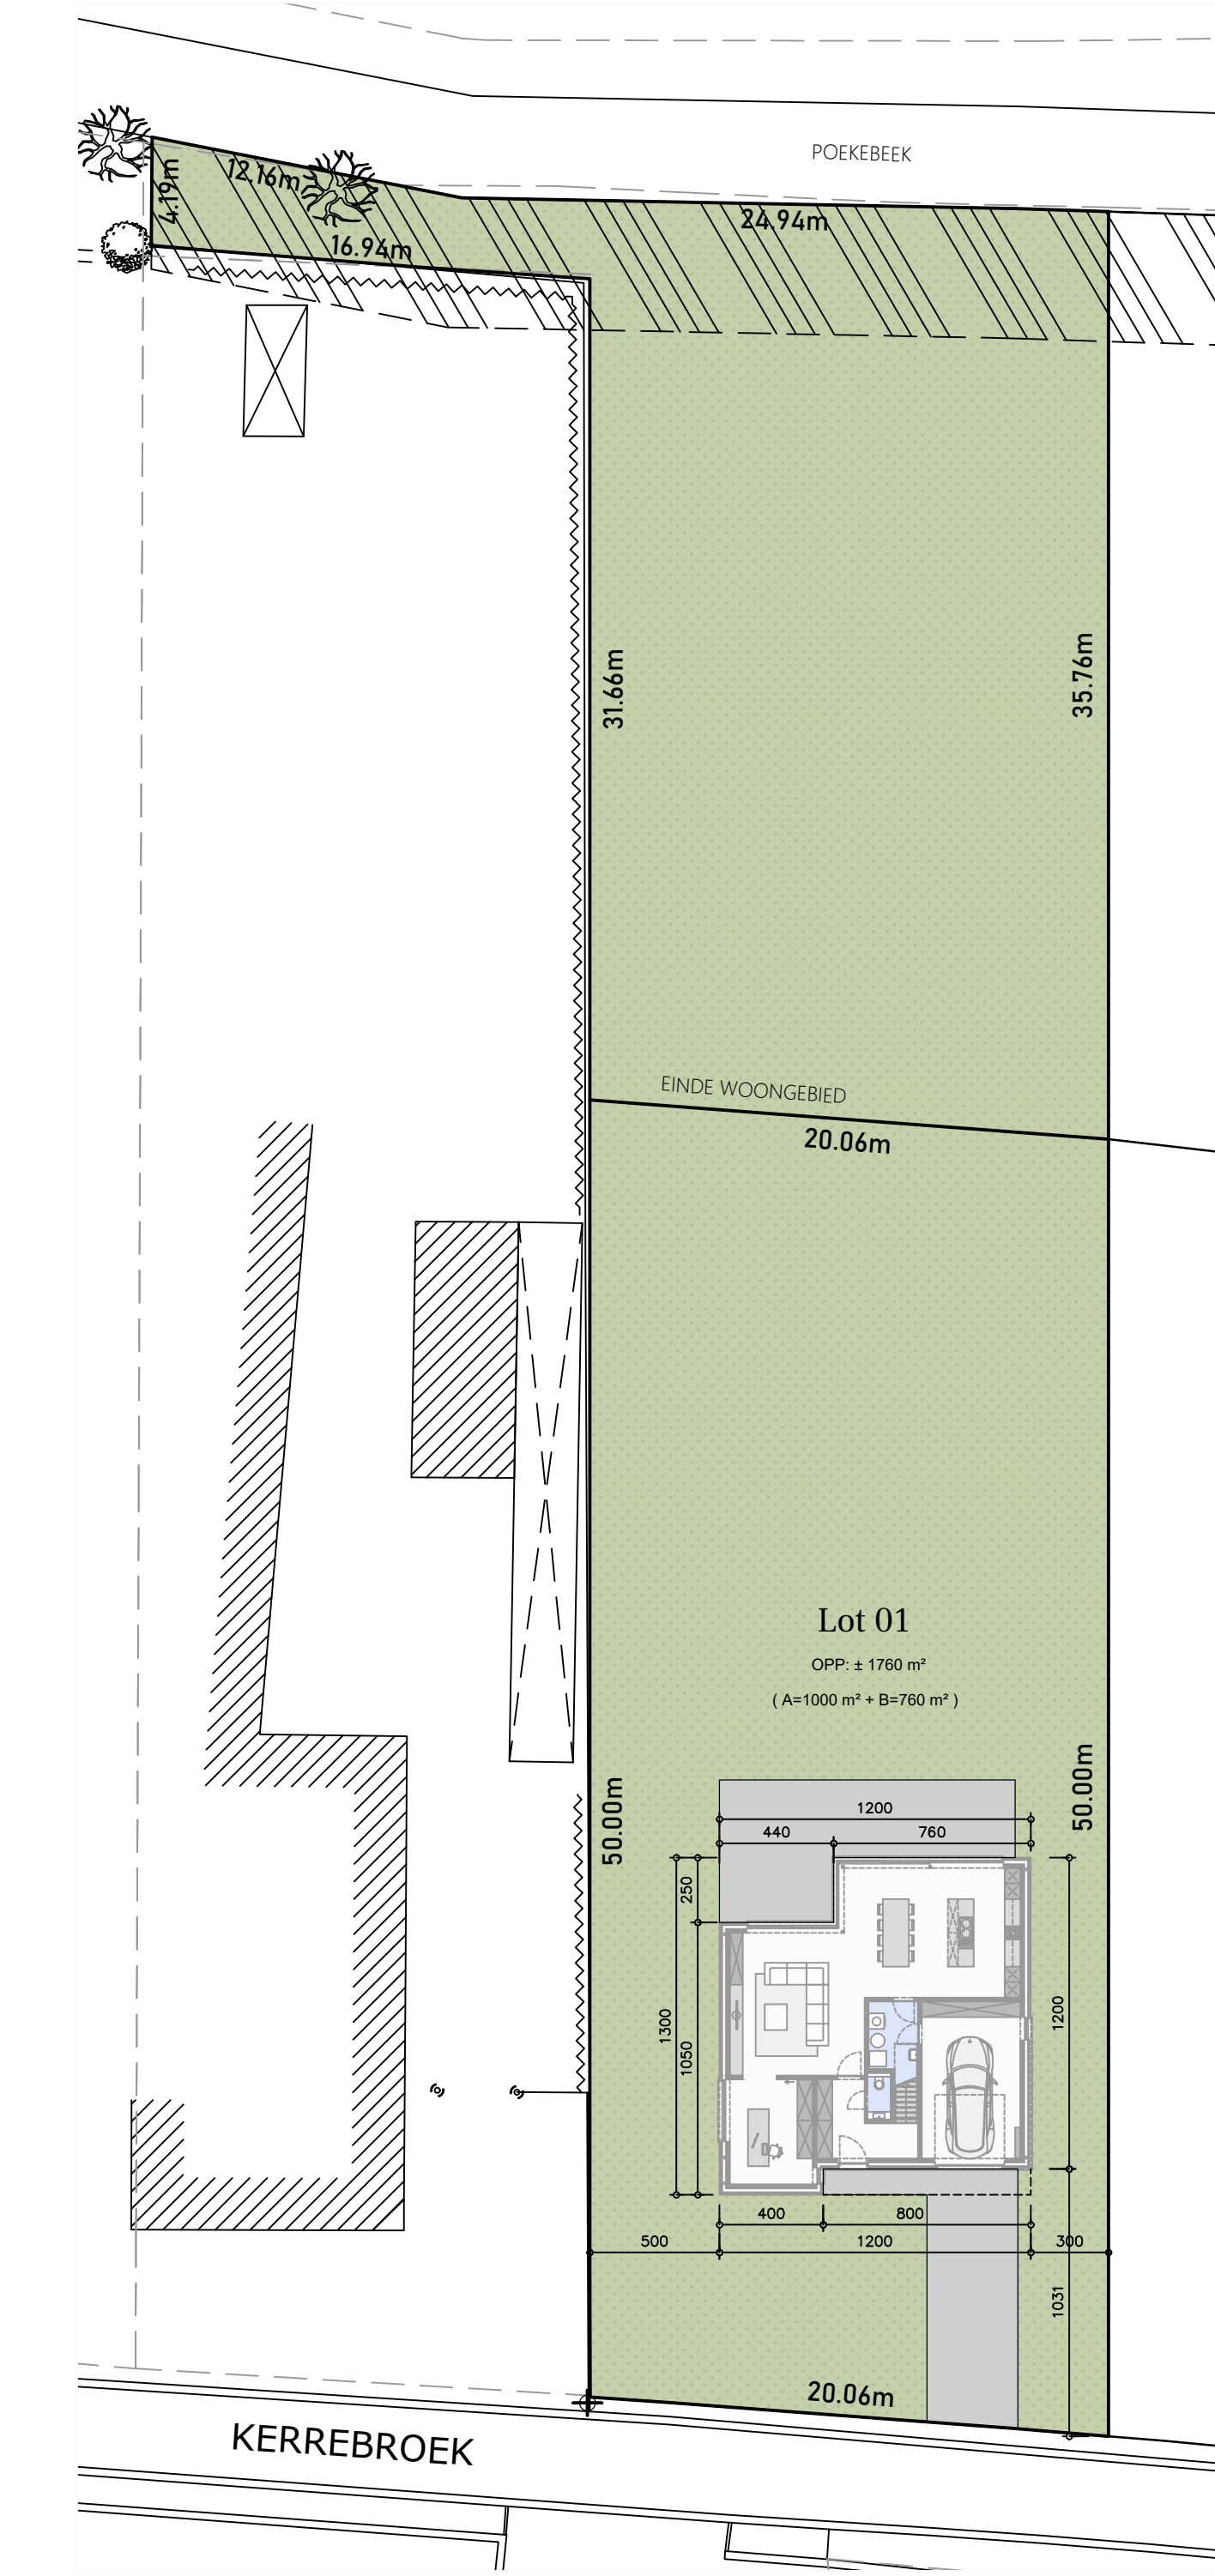 POEKEBEEK
12.16m
4.19m
24.94m
16.94m
31.66m
35.76m
EINDE WOONGEBIED
20.06m
Lot 01
OPP: ± 1760 m²
( A=1000 m² + B=760 m² )
50.00m
50.00m
1200
440
760
250
1300
1050
1200
400
800
500
1200
300
1031
20.06m
KERREBROEK